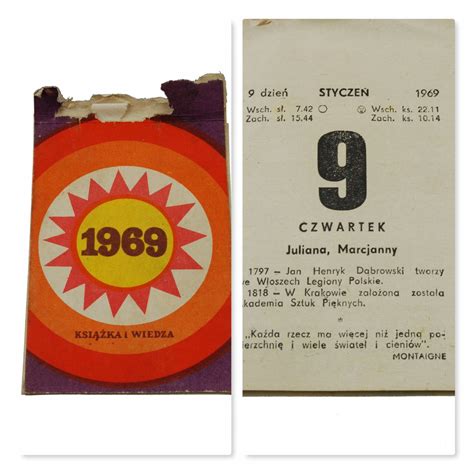 1969
KSIĄŻKA I WIEDZA
9 dzień STYCZEŃ 1969
Wsch. sł. 7.42 Wsch. ks. 22.11
Zach. sł. 15.44 Zach. ks. 10.14
9
CZWARTEK
Juliana, Marcjanny
1797 – Jan Henryk Dąbrowski tworzy
we Włoszech Legiony Polskie.
1818 – W Krakowie założona została
Akademia Sztuk Pięknych.
*
„Każda rzecz ma więcej niż jedną po-
wierzchnię i wiele świateł i cieniów".
MONTAIGNE